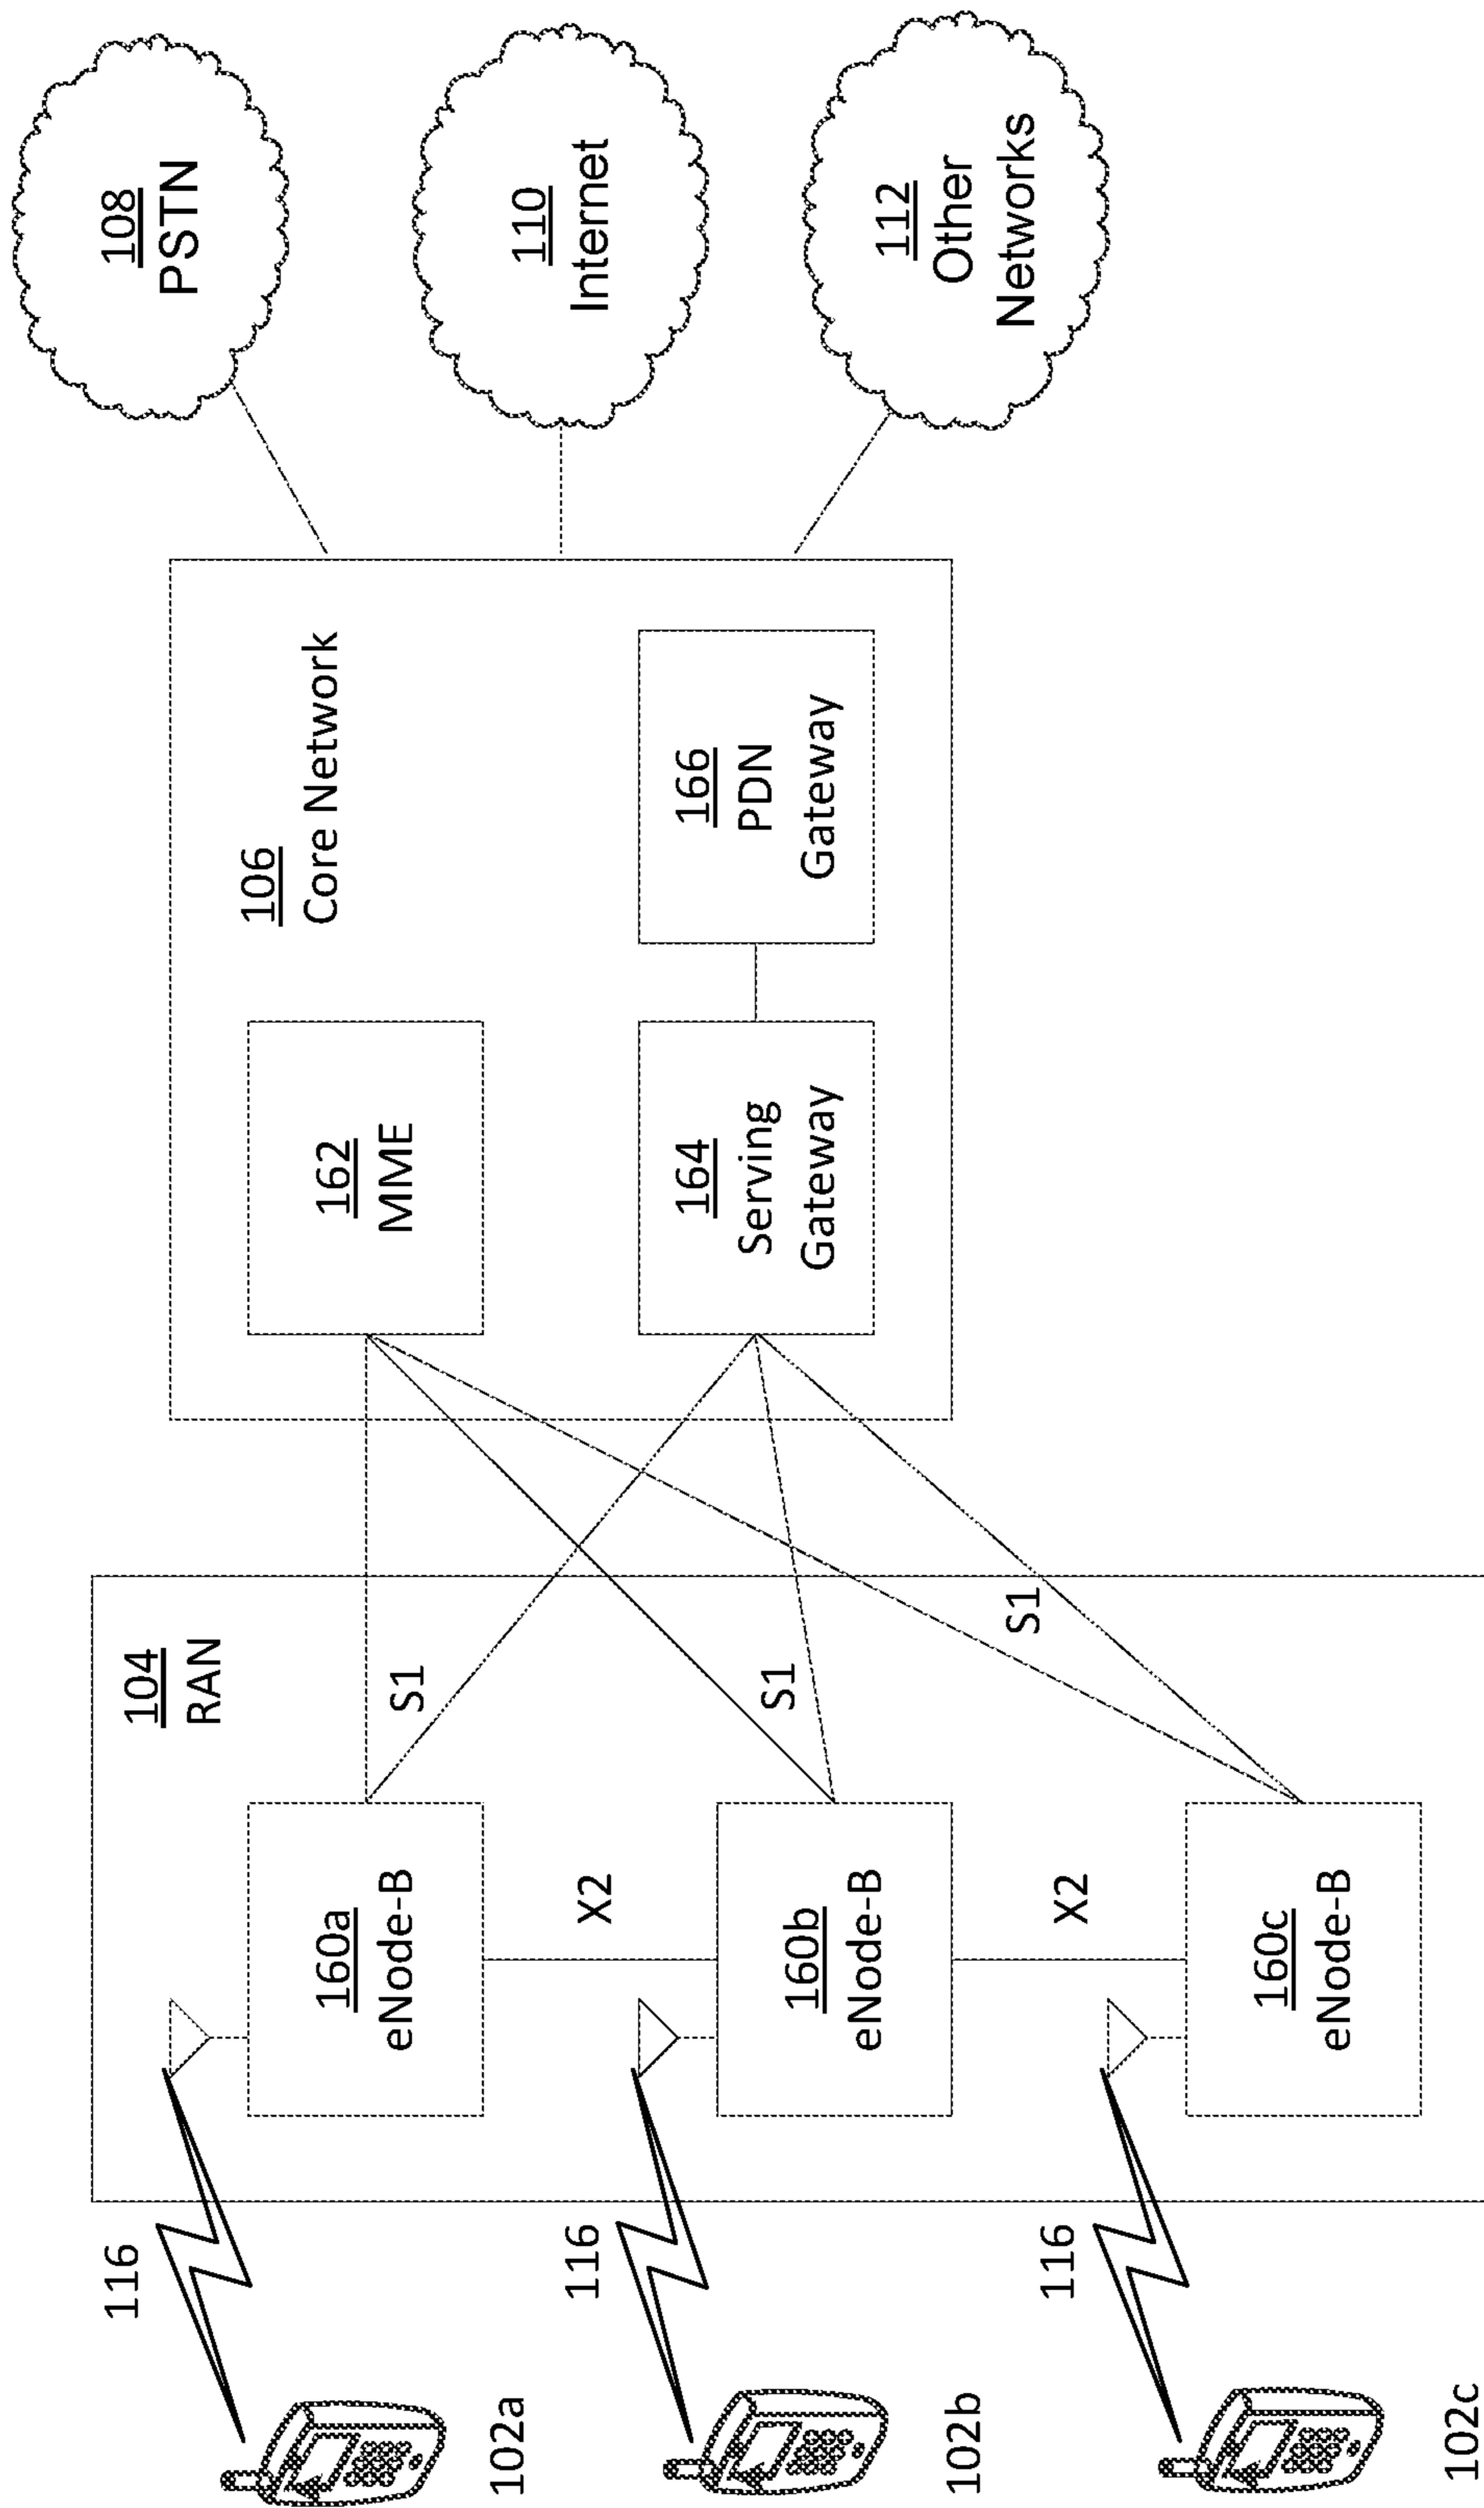 116
102a
116
102b
116
102c
104
RAN
160a
eNode-B
X2
160b
eNode-B
X2
160c
eNode-B
S1
S1
S1
106
Core Network
162
MME
164
Serving
Gateway
166
PDN
Gateway
108
PSTN
110
Internet
112
Other
Networks